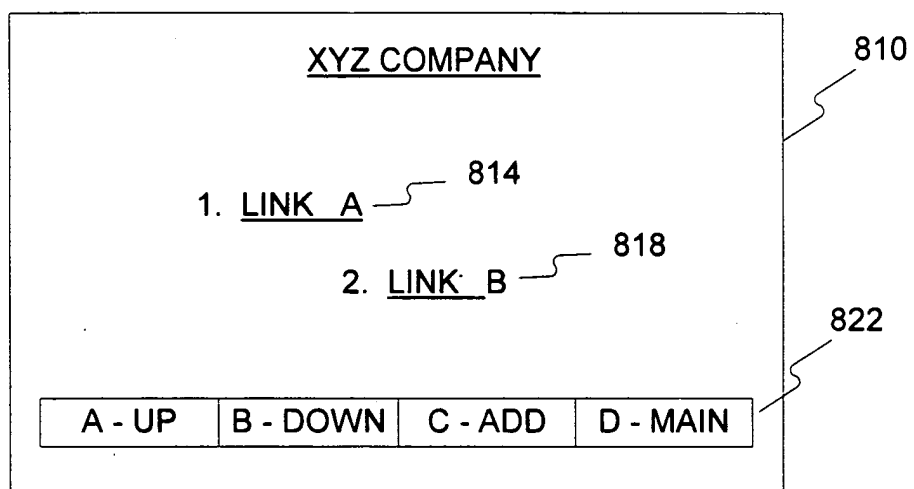 XYZ COMPANY
810
1. LINK A
814
2. LINK B
818
822
A - UP B - DOWN C - ADD D - MAIN